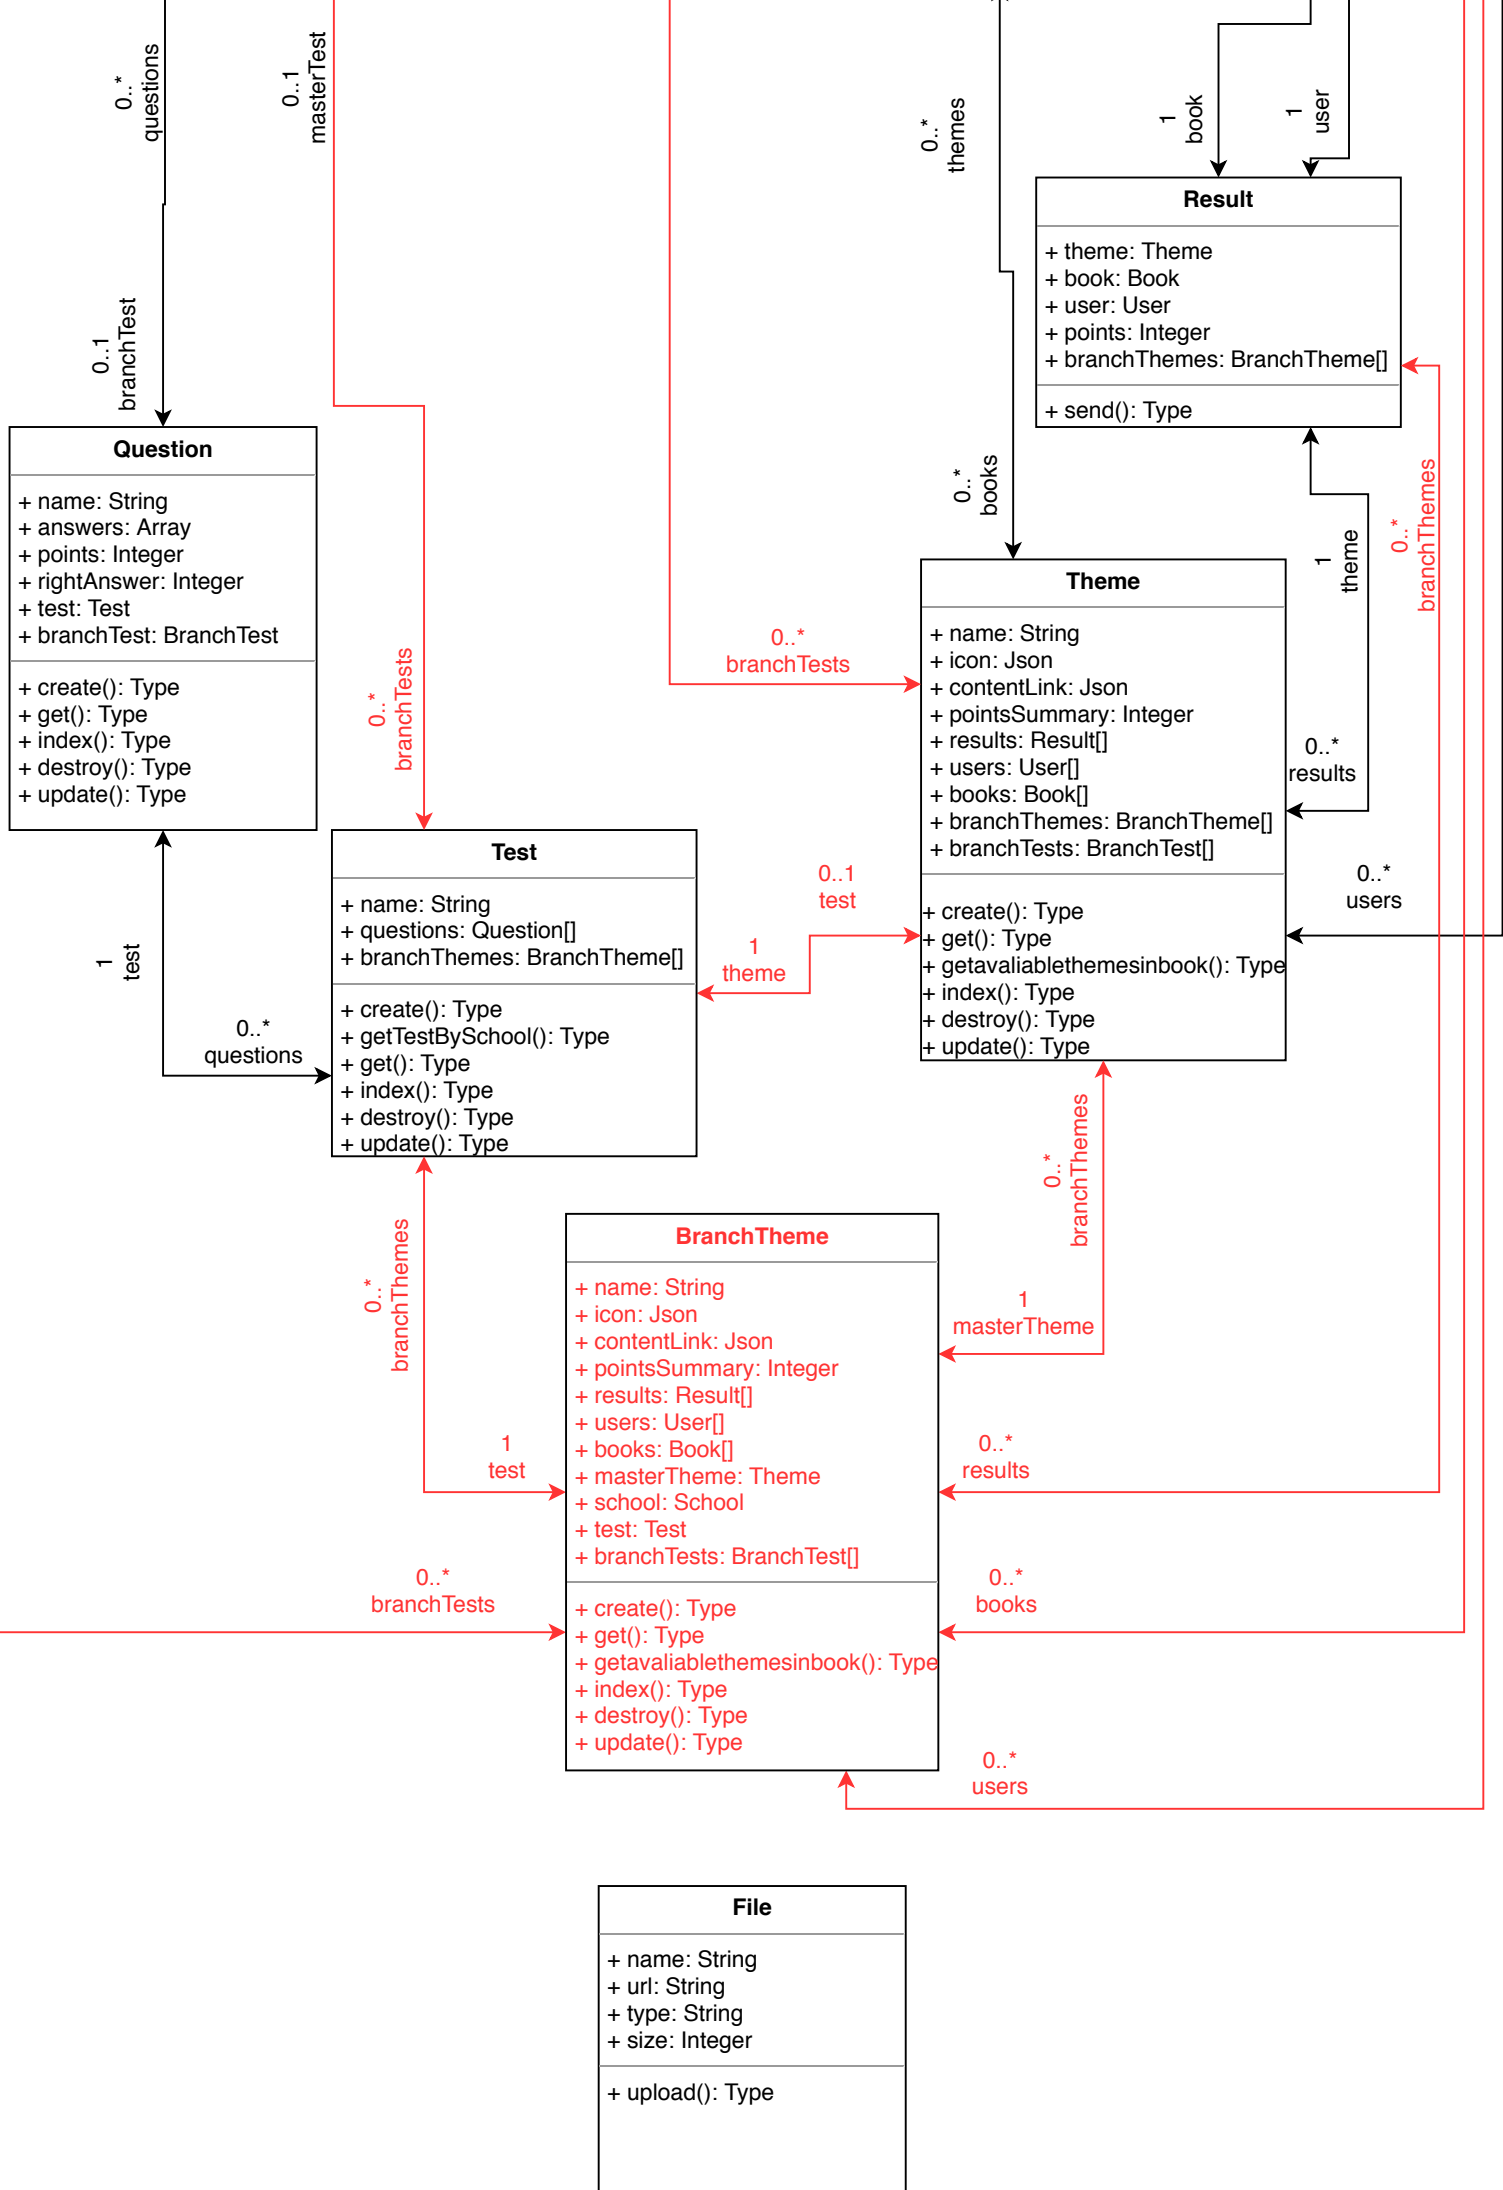 0..*
questions
0..1
masterTest
0..*
themes
1
book
1
user
Result
+ theme: Theme
+ book: Book
+ user: User
+ points: Integer
+ branchThemes: BranchTheme[]
+ send(): Type
0..1
branchTest
Question
+ name: String
+ answers: Array
+ points: Integer
+ rightAnswer: Integer
+ test: Test
+ branchTest: BranchTest
+ create(): Type
+ get(): Type
+ index(): Type
+ destroy(): Type
+ update(): Type
0..*
books
1
theme
0..*
branchThemes
0..*
branchTests
0..*
branchTests
Theme
+ name: String
+ icon: Json
+ contentLink: Json
+ pointsSummary: Integer
+ results: Result[]
+ users: User[]
+ books: Book[]
+ branchThemes: BranchTheme[]
+ branchTests: BranchTest[]
+ create(): Type
+ get(): Type
+ getavaliablethemesinbook(): Type
+ index(): Type
+ destroy(): Type
+ update(): Type
0..*
results
0..*
users
Test
+ name: String
+ questions: Question[]
+ branchThemes: BranchTheme[]
+ create(): Type
+ getTestBySchool(): Type
+ get(): Type
+ index(): Type
+ destroy(): Type
+ update(): Type
0..1
test
1
theme
1
test
0..*
questions
0..*
branchThemes
0..*
branchThemes
BranchTheme
+ name: String
+ icon: Json
+ contentLink: Json
+ pointsSummary: Integer
+ results: Result[]
+ users: User[]
+ books: Book[]
+ masterTheme: Theme
+ school: School
+ test: Test
+ branchTests: BranchTest[]
+ create(): Type
+ get(): Type
+ getavaliablethemesinbook(): Type
+ index(): Type
+ destroy(): Type
+ update(): Type
1
masterTheme
1
test
0..*
results
0..*
branchTests
0..*
books
0..*
users
File
+ name: String
+ url: String
+ type: String
+ size: Integer
+ upload(): Type